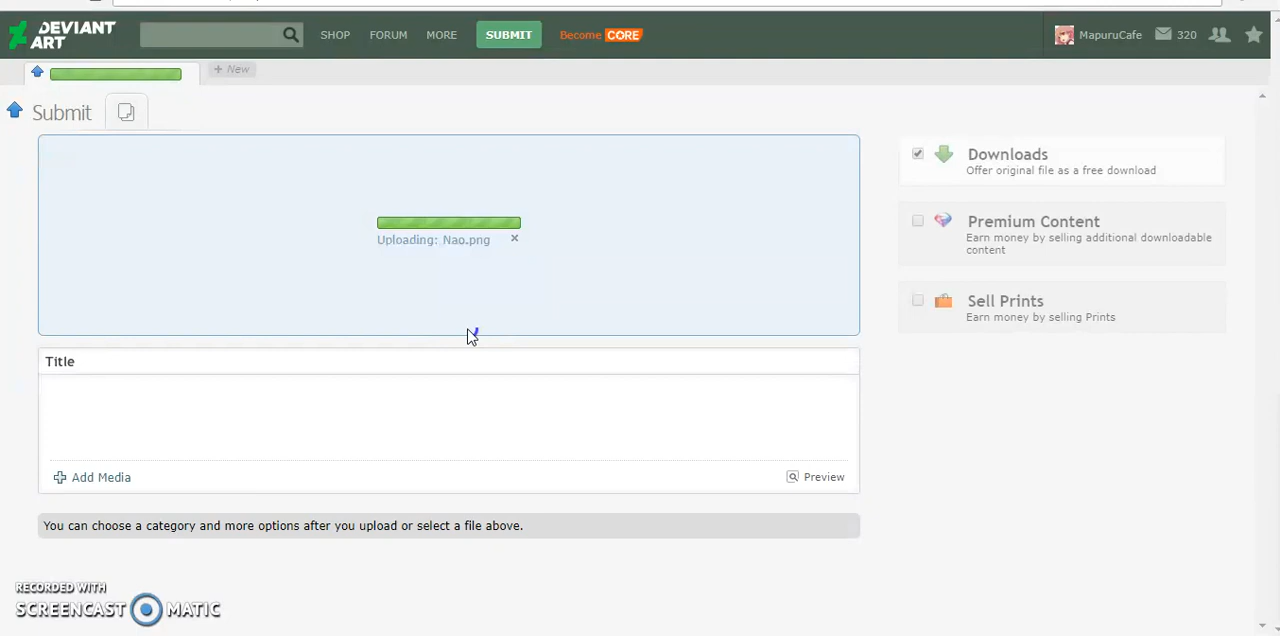 DEVIANT ART
SHOP
FORUM
MORE
SUBMIT
Become CORE
MapuruCafe
320
+ New
Submit
Uploading: Nao.png
Downloads
Offer original file as a free download
Premium Content
Earn money by selling additional downloadable
content
Sell Prints
Earn money by selling Prints
Title
Add Media
Preview
You can choose a category and more options after you upload or select a file above.
RECORDED WITH
SCREENCAST MATIC